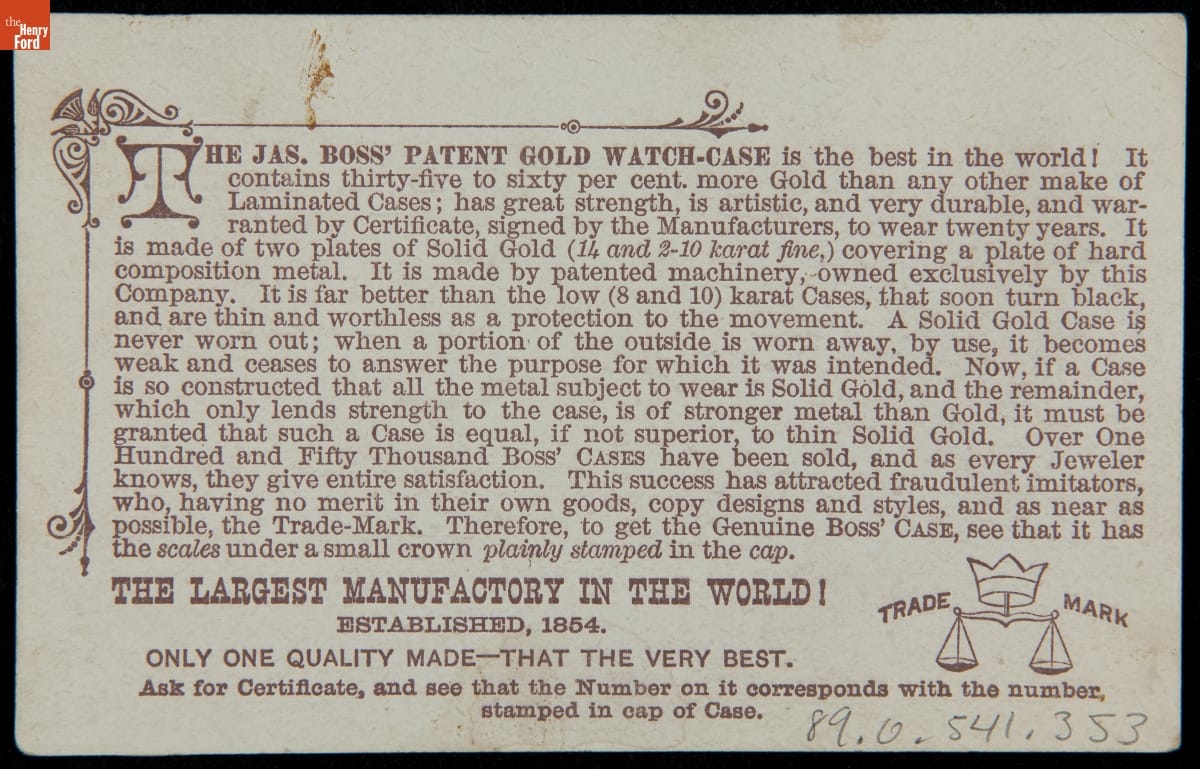 the
Henry
Ford
THE JAS. BOSS' PATENT GOLD WATCH-CASE is the best in the world! It
contains thirty-five to sixty per cent. more Gold than any other make of
Laminated Cases; has great strength, is artistic, and very durable, and war-
ranted by Certificate, signed by the Manufacturers, to wear twenty years. It
is made of two plates of Solid Gold (14 and 2-10 karat fine,) covering a plate of hard
composition metal. It is made by patented machinery, owned exclusively by this
Company. It is far better than the low (8 and 10) karat Cases, that soon turn black,
and are thin and worthless as a protection to the movement. A Solid Gold Case is
never worn out; when a portion of the outside is worn away, by use, it becomes
weak and ceases to answer the purpose for which it was intended. Now, if a Case
is so constructed that all the metal subject to wear is Solid Gold, and the remainder,
which only lends strength to the case, is of stronger metal than Gold, it must be
granted that such a Case is equal, if not superior, to thin Solid Gold. Over One
Hundred and Fifty Thousand BOSS' CASES have been sold, and as every Jeweler
knows, they give entire satisfaction. This success has attracted fraudulent imitators,
who, having no merit in their own goods, copy designs and styles, and as near as
possible, the Trade-Mark. Therefore, to get the Genuine BOSS' CASE, see that it has
the scales under a small crown plainly stamped in the cap.
THE LARGEST MANUFACTORY IN THE WORLD!
ESTABLISHED, 1854.
TRADE MARK
ONLY ONE QUALITY MADE—THAT THE VERY BEST.
Ask for Certificate, and see that the Number on it corresponds with the number,
stamped in cap of Case.
89.0.541.353